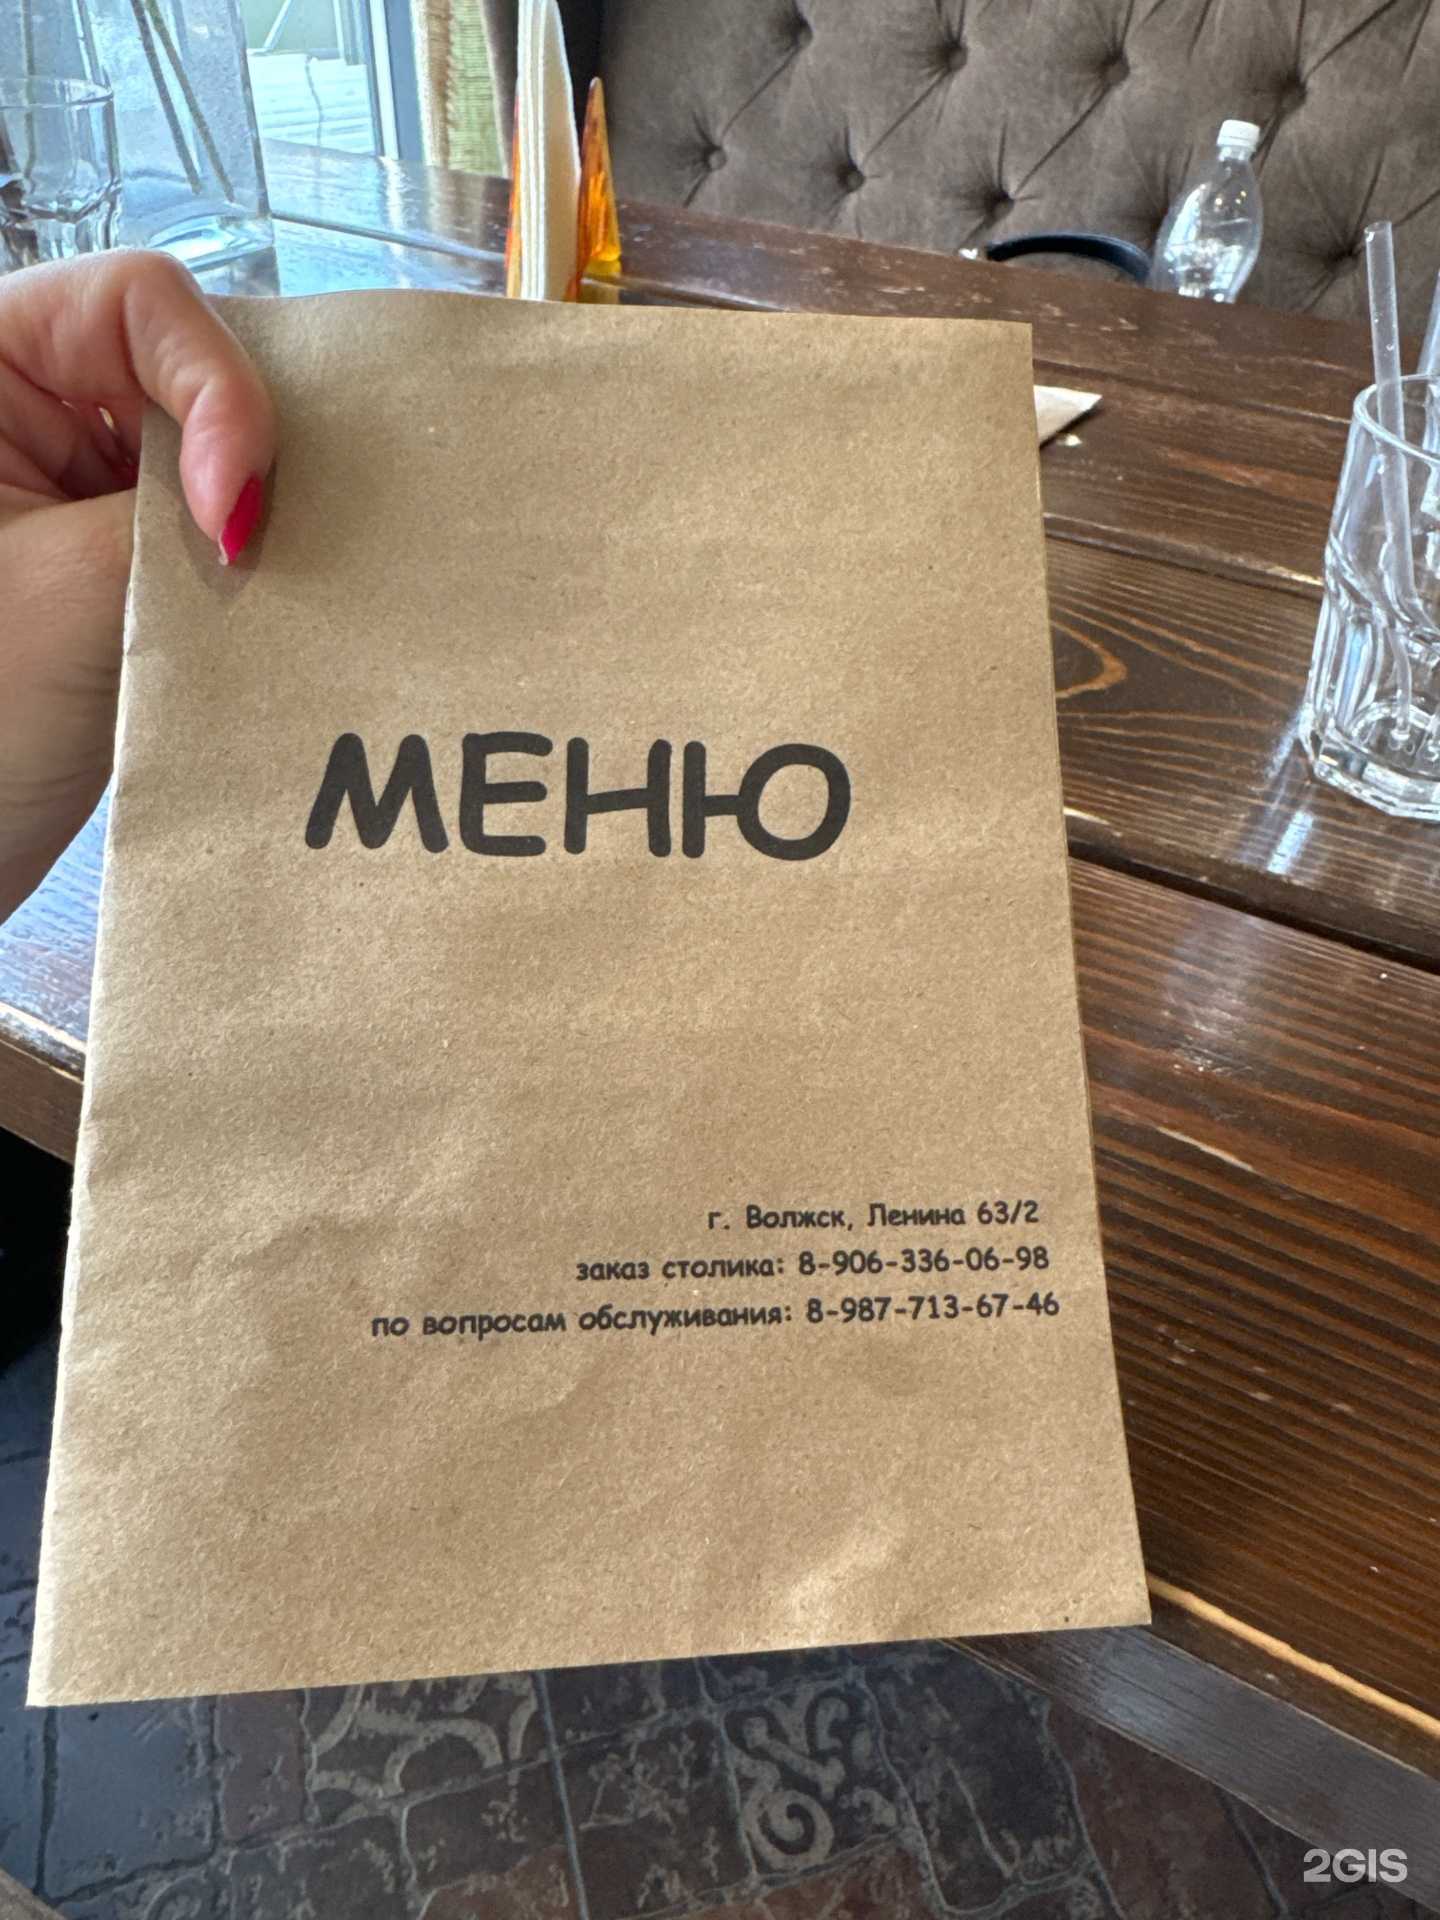 МЕНЮ
г. Волжск, Ленина 63/2
заказ столика: 8-906-336-06-98
по вопросам обслуживания: 8-987-713-67-46
2GIS